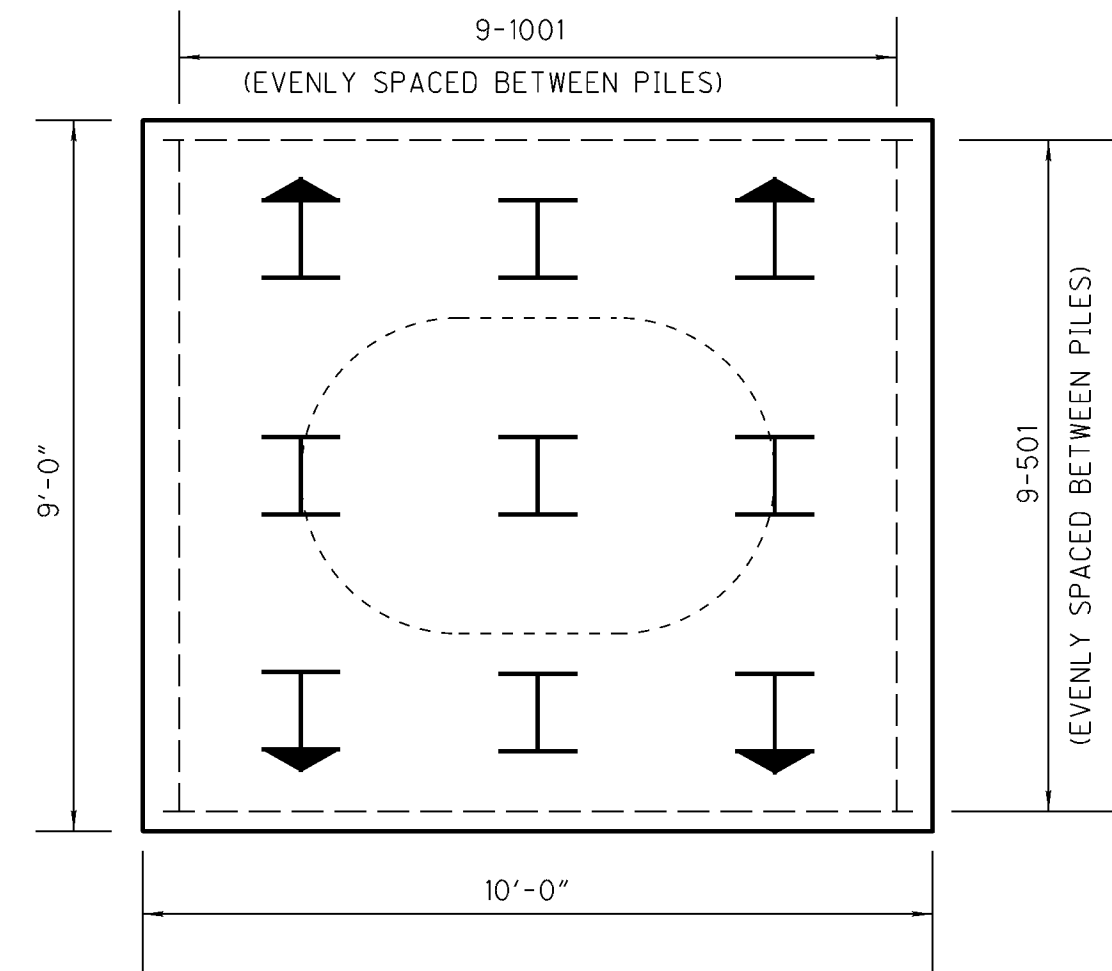 9-1001
(EVENLY SPACED BETWEEN PILES)
9'-0"
9-501
(EVENLY SPACED BETWEEN PILES)
10'-0"